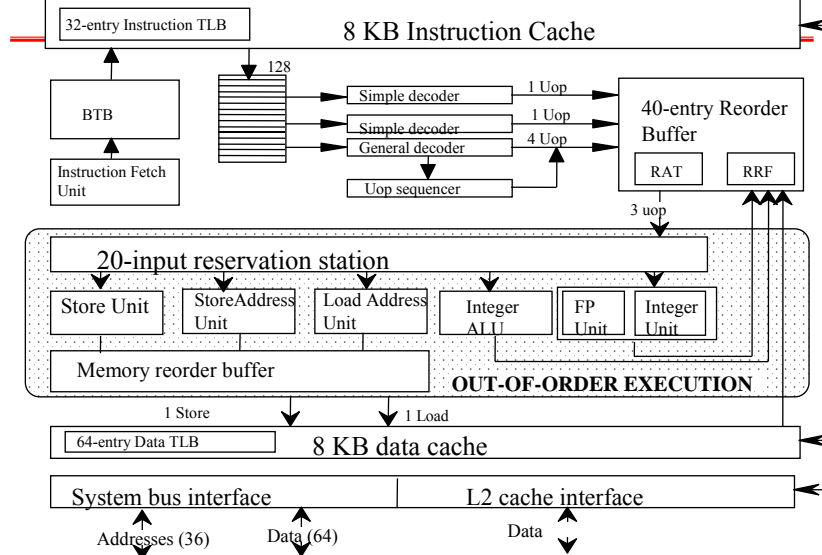 32-entry Instruction TLB
8 KB Instruction Cache
128
BTB
Instruction Fetch
Unit
Simple decoder
1 Uop
Simple decoder
1 Uop
General decoder
4 Uop
Uop sequencer
40-entry Reorder
Buffer
RAT
RRF
3 uop
20-input reservation station
Store Unit
StoreAddress
Unit
Load Address
Unit
Integer
ALU
FP
Unit
Integer
Unit
Memory reorder buffer
OUT-OF-ORDER EXECUTION
1 Store
1 Load
64-entry Data TLB
8 KB data cache
System bus interface
L2 cache interface
Addresses (36)
Data (64)
Data